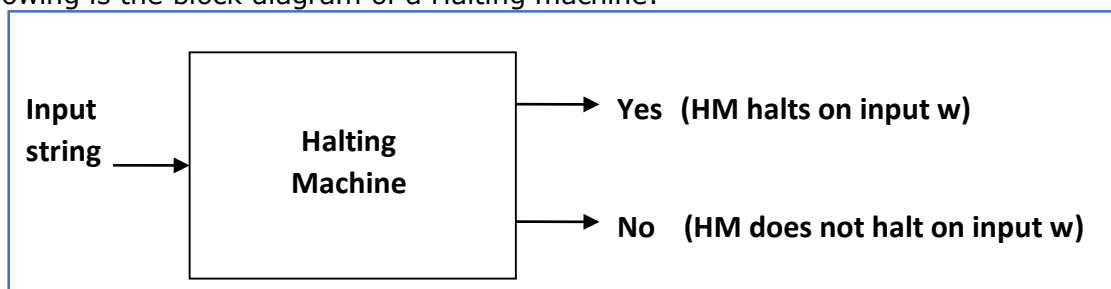 is the block diagram of a Halting machine:
Input
string
Halting
Machine
Yes (HM halts on input w)
No (HM does not halt on input w)